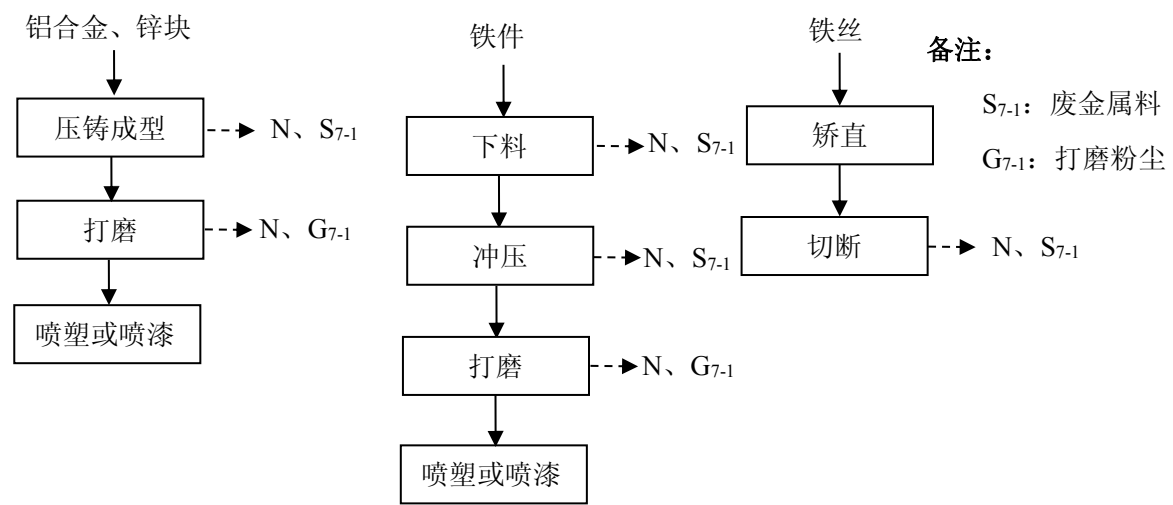 铝合金、锌块
压铸成型
N、S7-1
打磨
N、G7-1
喷塑或喷漆
铁件
下料
N、S7-1
冲压
N、S7-1
打磨
N、G7-1
喷塑或喷漆
铁丝
矫直
切断
N、S7-1
备注：
S7-1：废金属料
G7-1：打磨粉尘